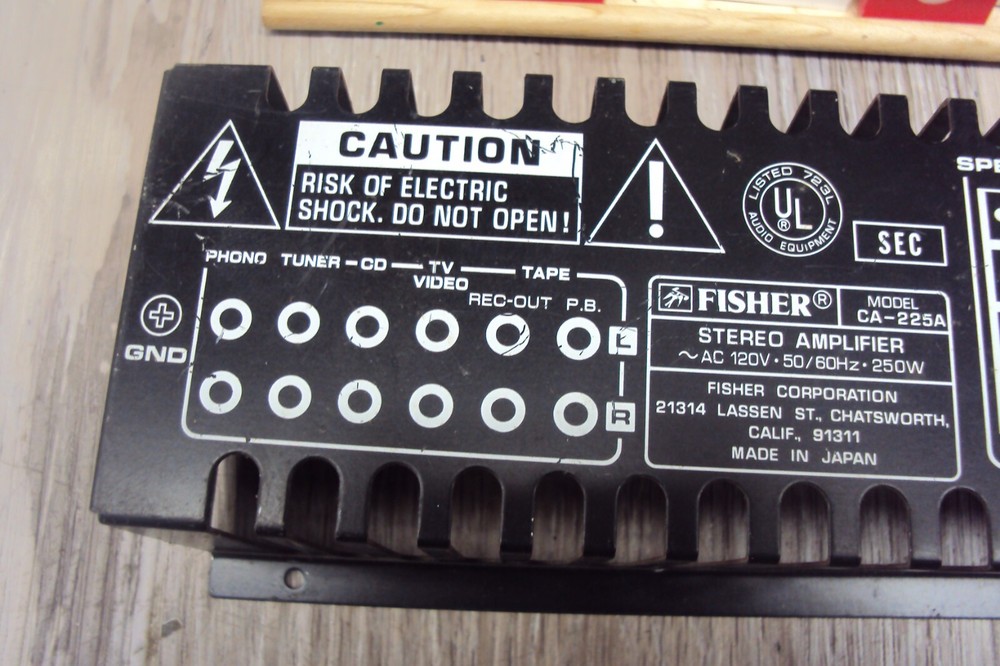 CAUTION
RISK OF ELECTRIC
SHOCK. DO NOT OPEN!
LISTED 723L
UL
®
AUDIO EQUIPMENT
SEC
PHONO TUNER – CD — TV — TAPE
VIDEO
REC-OUT P.B.
GND
L
R
FISHER®
MODEL
CA-225A
STEREO AMPLIFIER
~ AC 120V • 50/60Hz • 250W
FISHER CORPORATION
21314 LASSEN ST., CHATSWORTH,
CALIF., 91311
MADE IN JAPAN